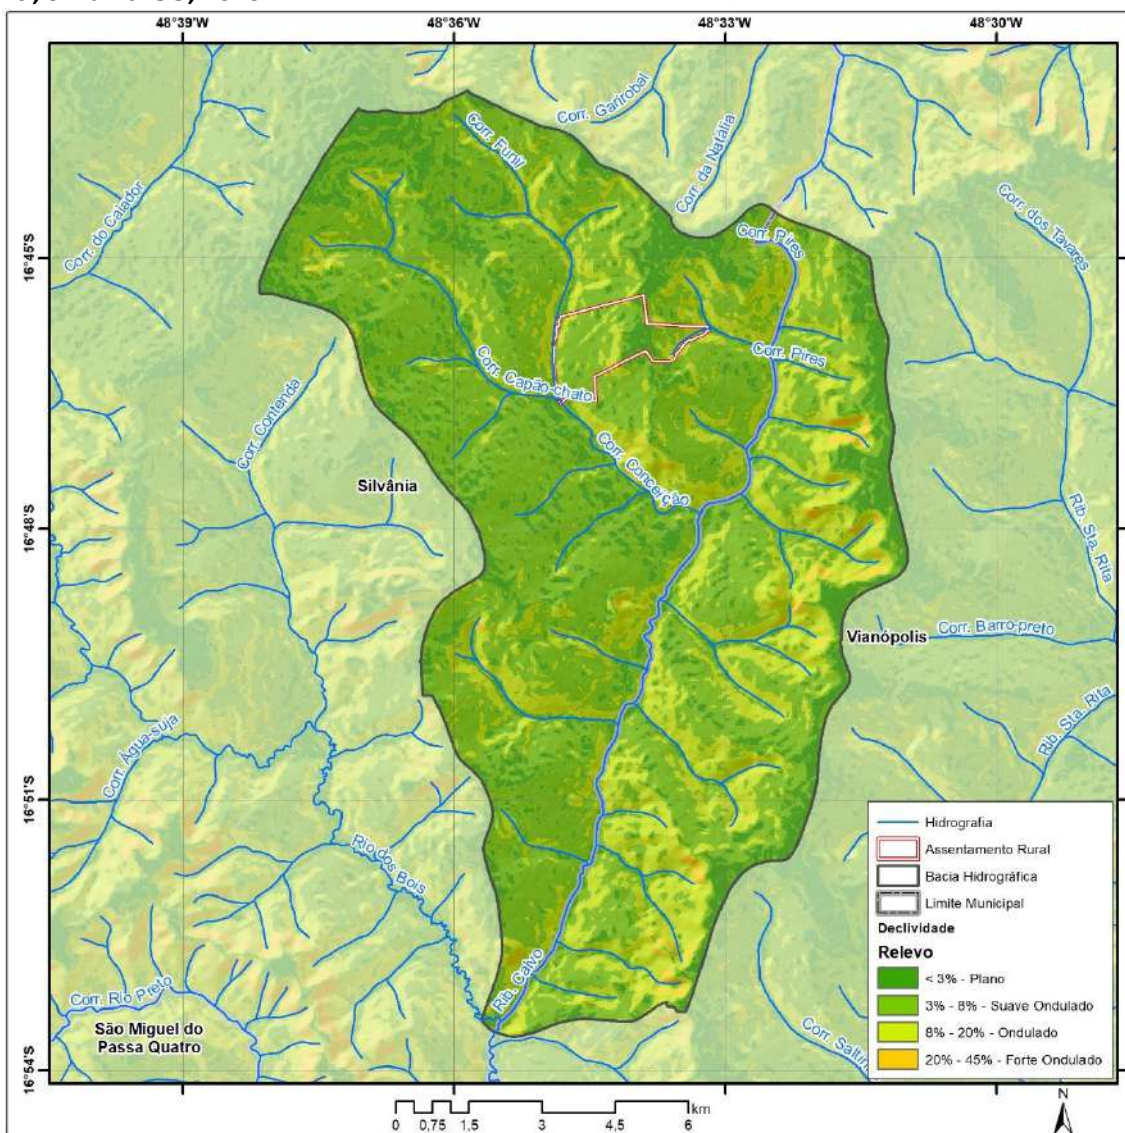 48°39'W
48°36'W
48°33'W
48°30'W
Corr. Garirobal
Corr. Funil
Corr. da Natália
Corr. do Caiador
Corr. dos Tavares
Corr. Pires
16°45'S
Corr. Pires
Corr. Capão-chato
Corr. Contenda
Corr. Concerção
Silvânia
16°48'S
Rib. Sta. Rita
Vianópolis
Corr. Barro-preto
Rib. Sta. Rita
Corr. Água-suja
16°51'S
Rio dos Bois
Rib. Calvo
Corr. Rio Preto
São Miguel do
Passa Quatro
16°54'S
Hidrografia
Assentamento Rural
Bacia Hidrográfica
Limite Municipal
Declividade
Relevo
< 3% - Plano
3% - 8% - Suave Ondulado
8% - 20% - Ondulado
20% - 45% - Forte Ondulado
N
km
0 0,75 1,5 3 4,5 6